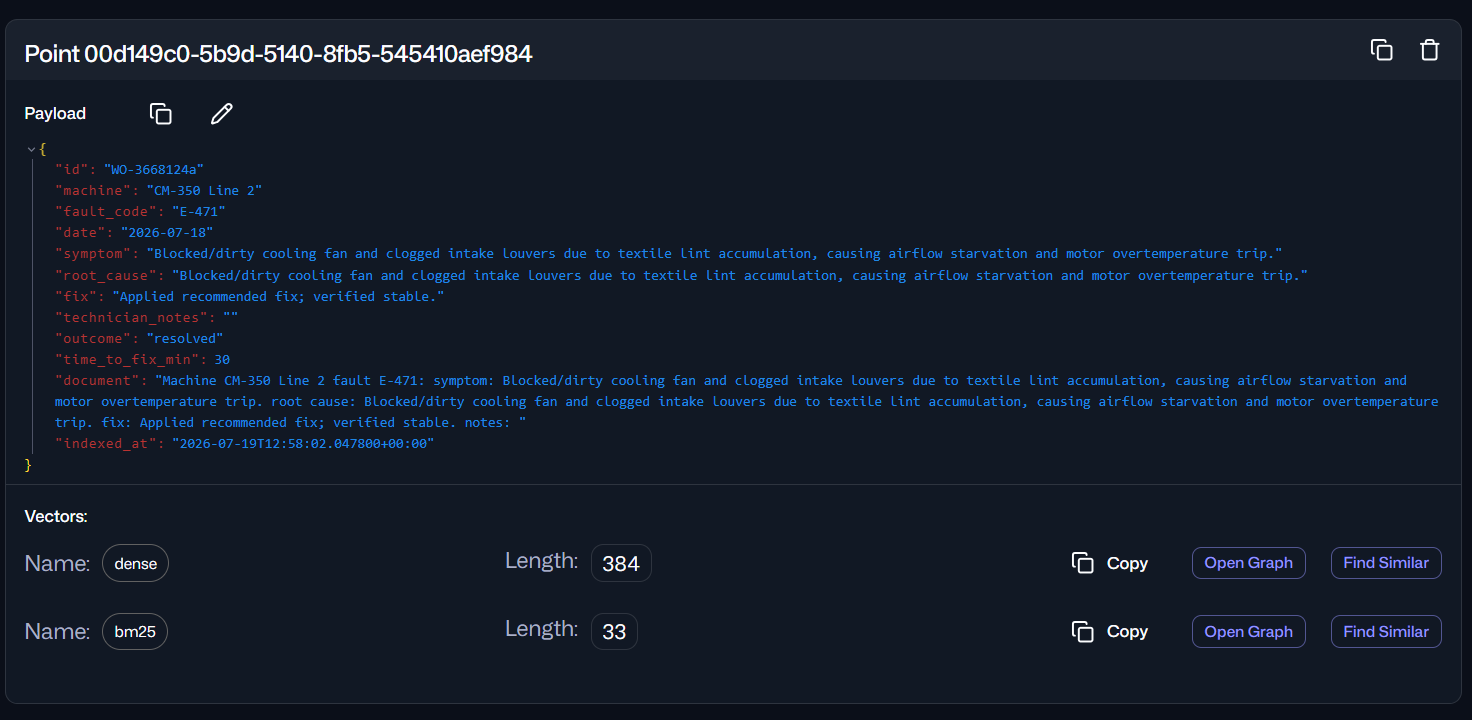 Point 00d149c0-5b9d-5140-8fb5-545410aef984
Payload
{
"id": "WO-3668124a"
"machine": "CM-350 Line 2"
"fault_code": "E-471"
"date": "2026-07-18"
"symptom": "Blocked/dirty cooling fan and clogged intake louvers due to textile lint accumulation, causing airflow starvation and motor overtemperature trip."
"root_cause": "Blocked/dirty cooling fan and clogged intake louvers due to textile lint accumulation, causing airflow starvation and motor overtemperature trip."
"fix": "Applied recommended fix; verified stable."
"technician_notes": ""
"outcome": "resolved"
"time_to_fix_min": 30
"document": "Machine CM-350 Line 2 fault E-471: symptom: Blocked/dirty cooling fan and clogged intake louvers due to textile lint accumulation, causing airflow starvation and
motor overtemperature trip. root cause: Blocked/dirty cooling fan and clogged intake louvers due to textile lint accumulation, causing airflow starvation and motor overtemperature
trip. fix: Applied recommended fix; verified stable. notes: "
"indexed_at": "2026-07-19T12:58:02.047800+00:00"
}
Vectors:
Name: dense Length: 384 Copy Open Graph Find Similar
Name: bm25 Length: 33 Copy Open Graph Find Similar